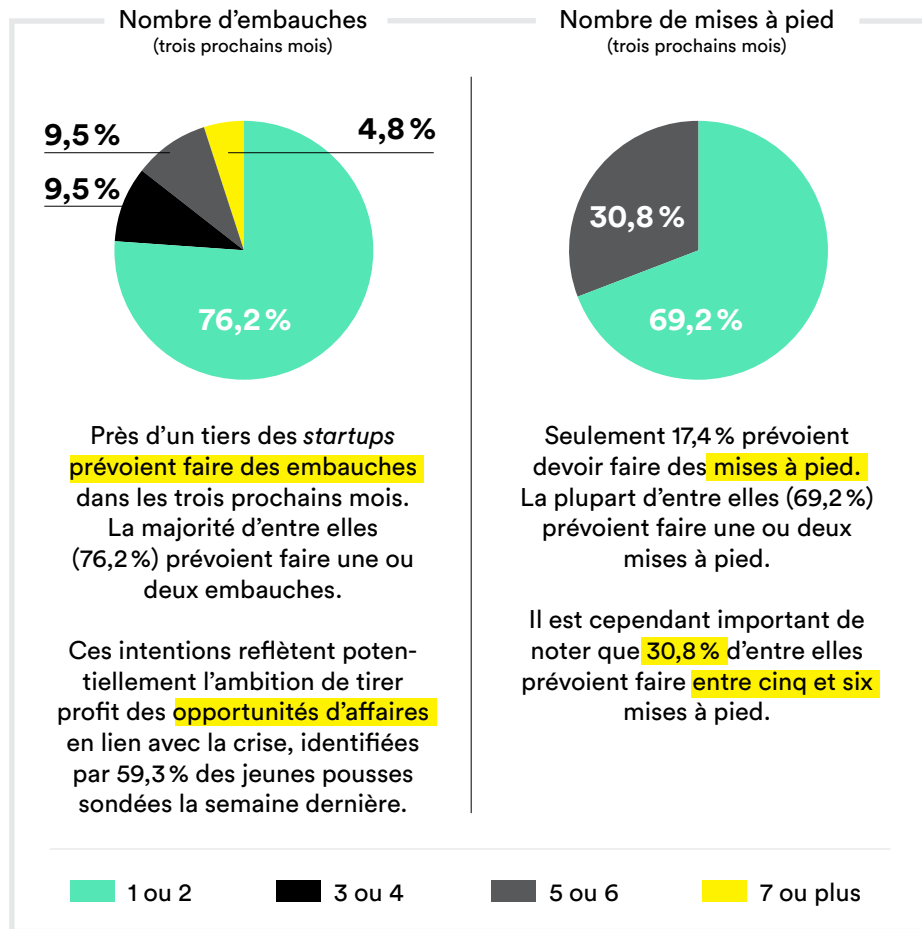 Nombre d’embauches
(trois prochains mois)
9,5 %
4,8 %
9,5 %
76,2 %
Près d’un tiers des startups
prévoient faire des embauches
dans les trois prochains mois.
La majorité d’entre elles
(76,2 %) prévoient faire une ou
deux embauches.
Ces intentions reflètent poten-
tiellement l’ambition de tirer
profit des opportunités d’affaires
en lien avec la crise, identifiées
par 59,3 % des jeunes pousses
sondées la semaine dernière.
Nombre de mises à pied
(trois prochains mois)
30,8 %
69,2 %
Seulement 17,4 % prévoient
devoir faire des mises à pied.
La plupart d’entre elles (69,2 %)
prévoient faire une ou deux
mises à pied.
Il est cependant important de
noter que 30,8 % d’entre elles
prévoient faire entre cinq et six
mises à pied.
1 ou 2
3 ou 4
5 ou 6
7 ou plus